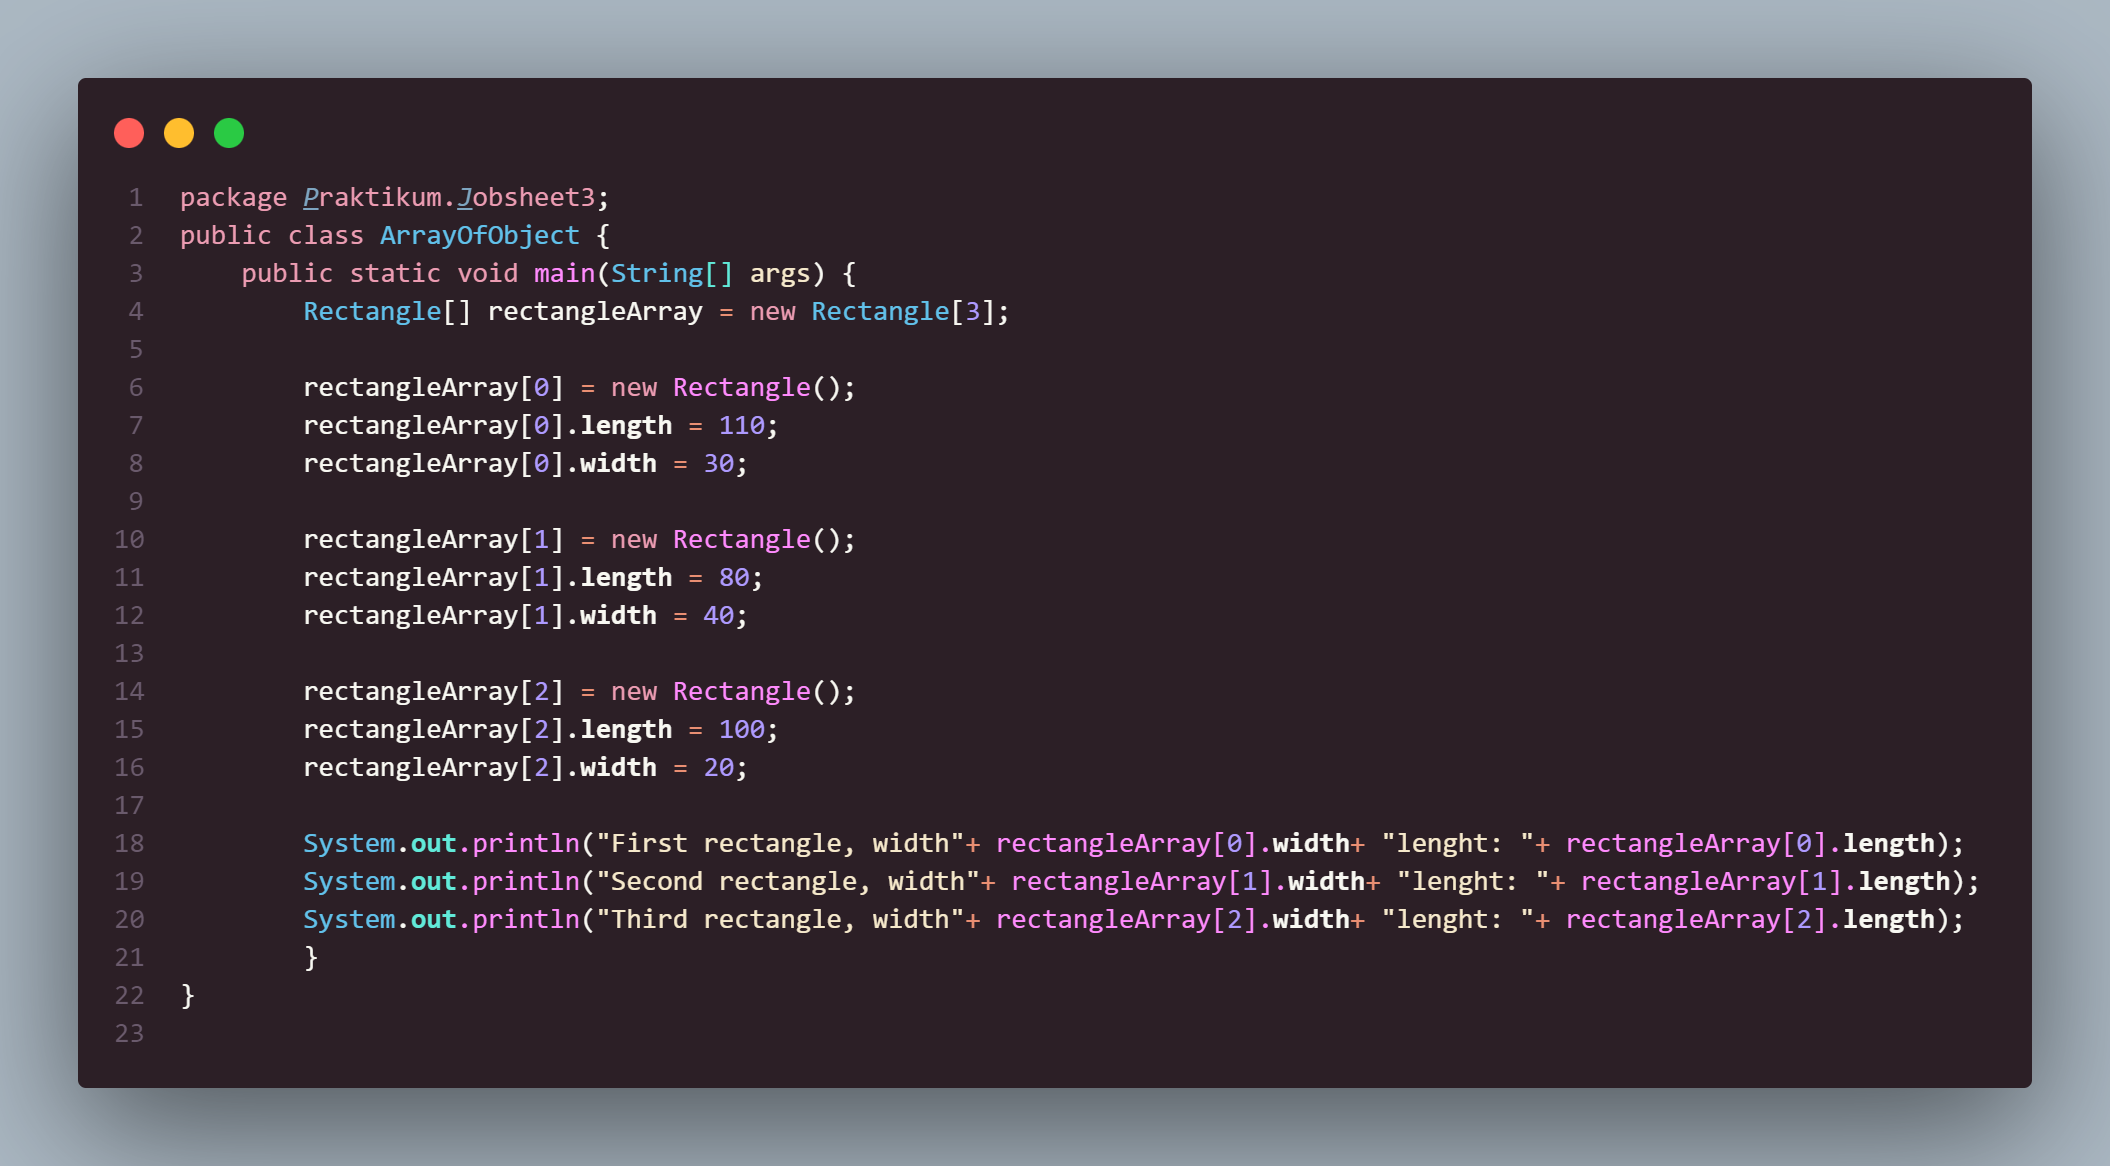 1 package Praktikum.Jobsheet3;
2 public class ArrayOfObject {
3     public static void main(String[] args) {
4         Rectangle[] rectangleArray = new Rectangle[3];
5
6         rectangleArray[0] = new Rectangle();
7         rectangleArray[0].length = 110;
8         rectangleArray[0].width = 30;
9
10         rectangleArray[1] = new Rectangle();
11         rectangleArray[1].length = 80;
12         rectangleArray[1].width = 40;
13
14         rectangleArray[2] = new Rectangle();
15         rectangleArray[2].length = 100;
16         rectangleArray[2].width = 20;
17
18         System.out.println("First rectangle, width"+ rectangleArray[0].width+ "lenght: "+ rectangleArray[0].length);
19         System.out.println("Second rectangle, width"+ rectangleArray[1].width+ "lenght: "+ rectangleArray[1].length);
20         System.out.println("Third rectangle, width"+ rectangleArray[2].width+ "lenght: "+ rectangleArray[2].length);
21         }
22 }
23